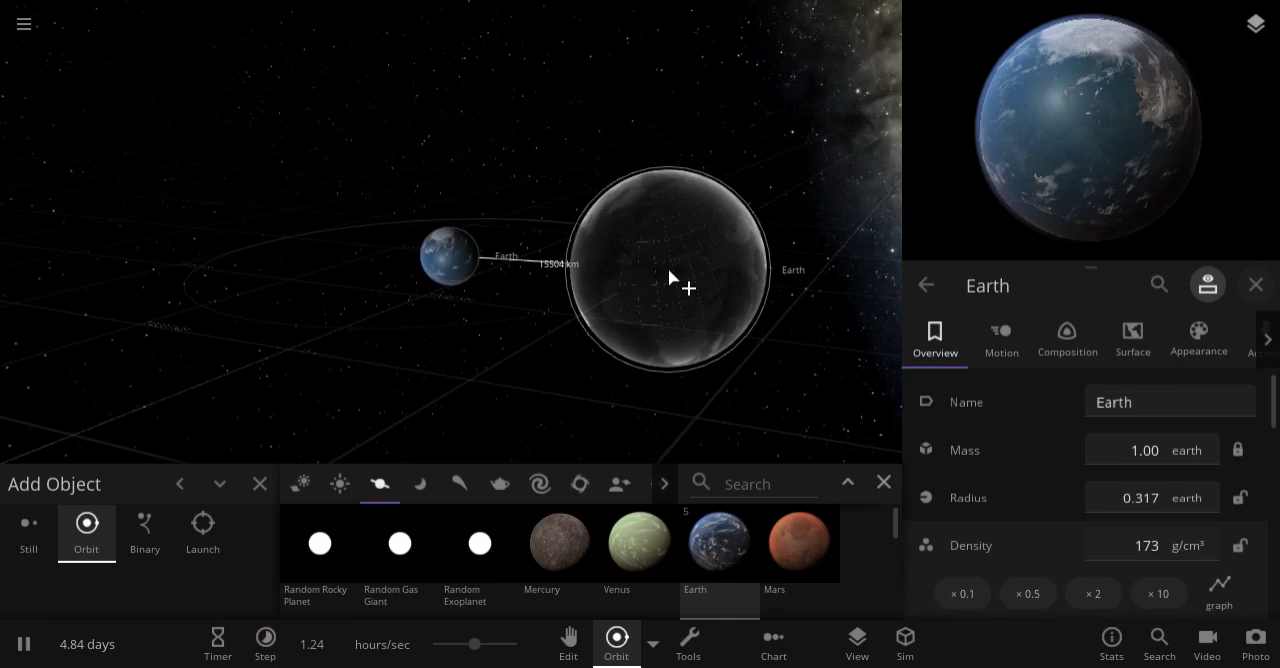 Earth
15504 km
Earth
Earth
Overview
Motion
Composition
Surface
Appearance
Name
Earth
Mass
1.00 earth
Radius
0.317 earth
Density
173 g/cm³
× 0.1
× 0.5
× 2
× 10
graph
Add Object
Search
Still
Orbit
Binary
Launch
5
Random Rocky
Planet
Random Gas
Giant
Random
Exoplanet
Mercury
Venus
Earth
Mars
4.84 days
Timer
Step
1.24 hours/sec
Edit
Orbit
Tools
Chart
View
Sim
Stats
Search
Video
Photo